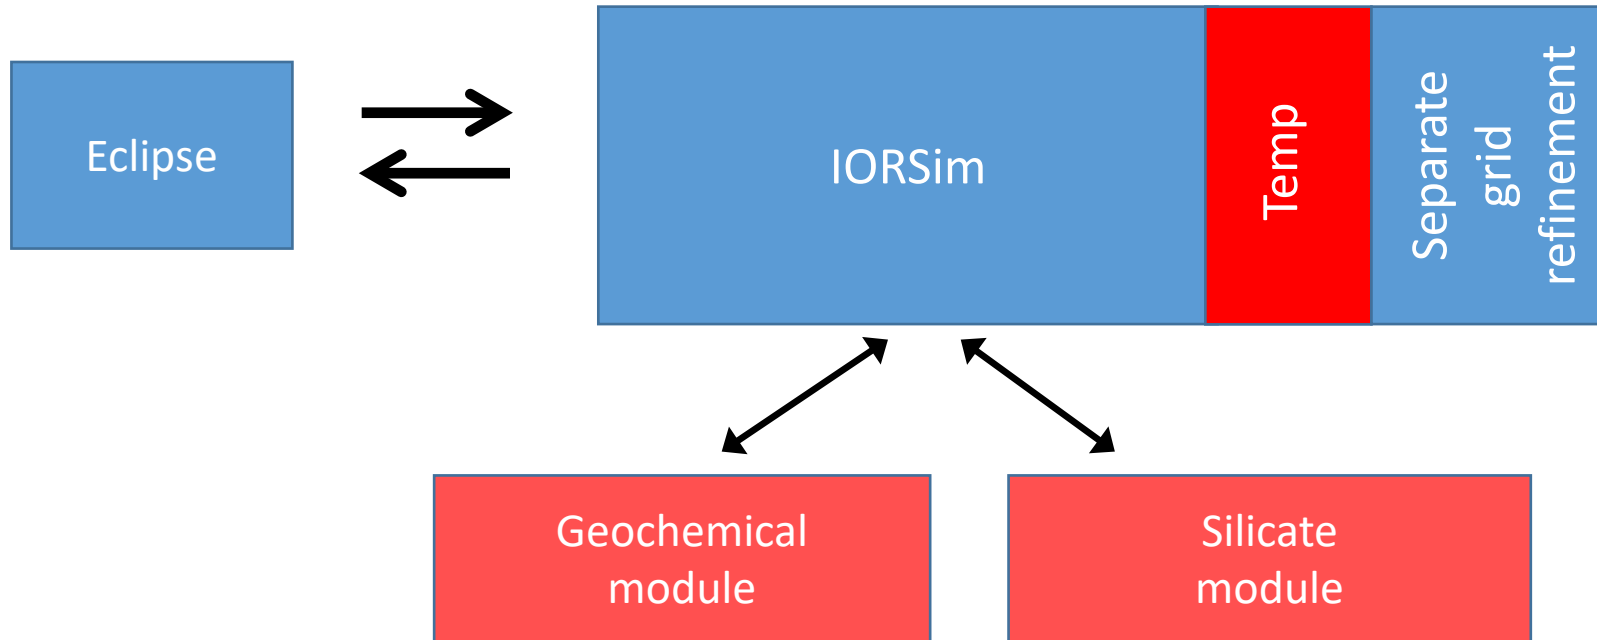 Eclipse
IORSim
Temp
Separate
grid
refinement
Geochemical
module
Silicate
module